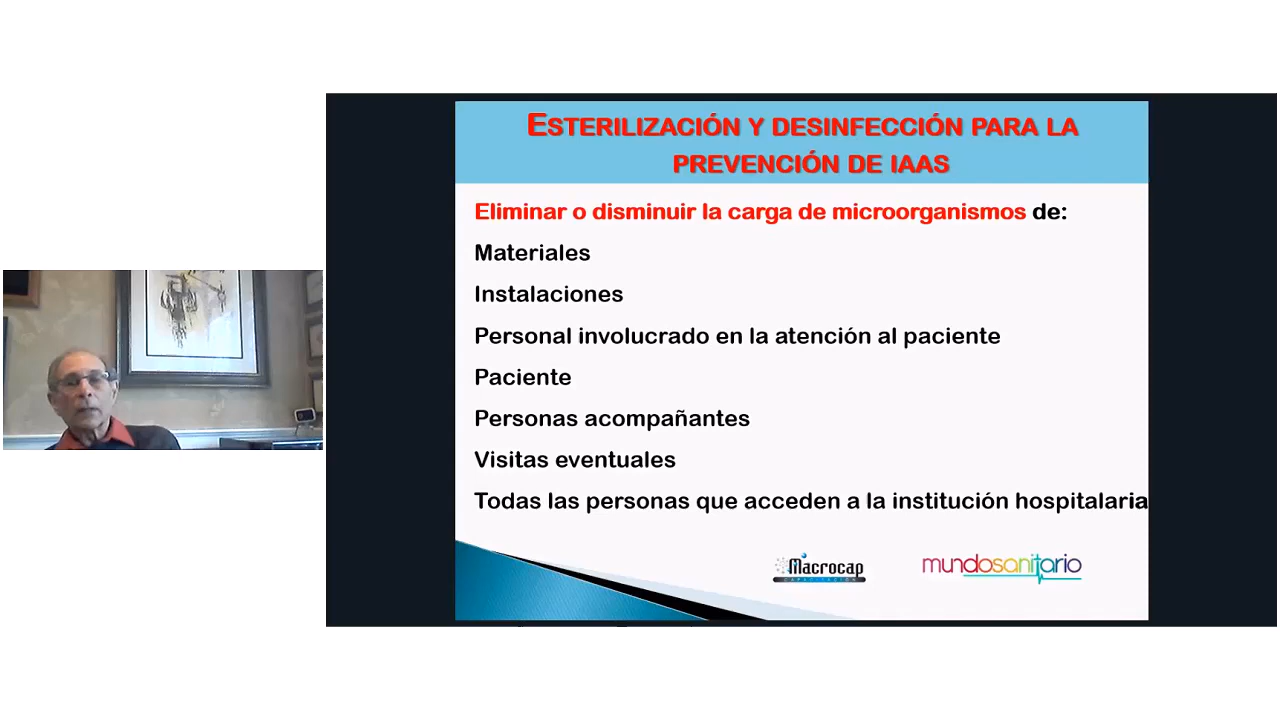 ESTERILIZACIÓN Y DESINFECCIÓN PARA LA
PREVENCIÓN DE IAAS
Eliminar o disminuir la carga de microorganismos de:
Materiales
Instalaciones
Personal involucrado en la atención al paciente
Paciente
Personas acompañantes
Visitas eventuales
Todas las personas que acceden a la institución hospitalaria
Macrocap
CAPACITACIÓN
mundosanitario